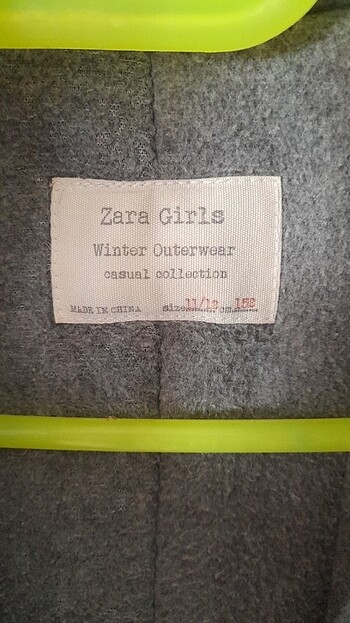 Zara Girls
Winter Outerwear
casual collection
MADE IN CHINA size 11/12 cm. 152